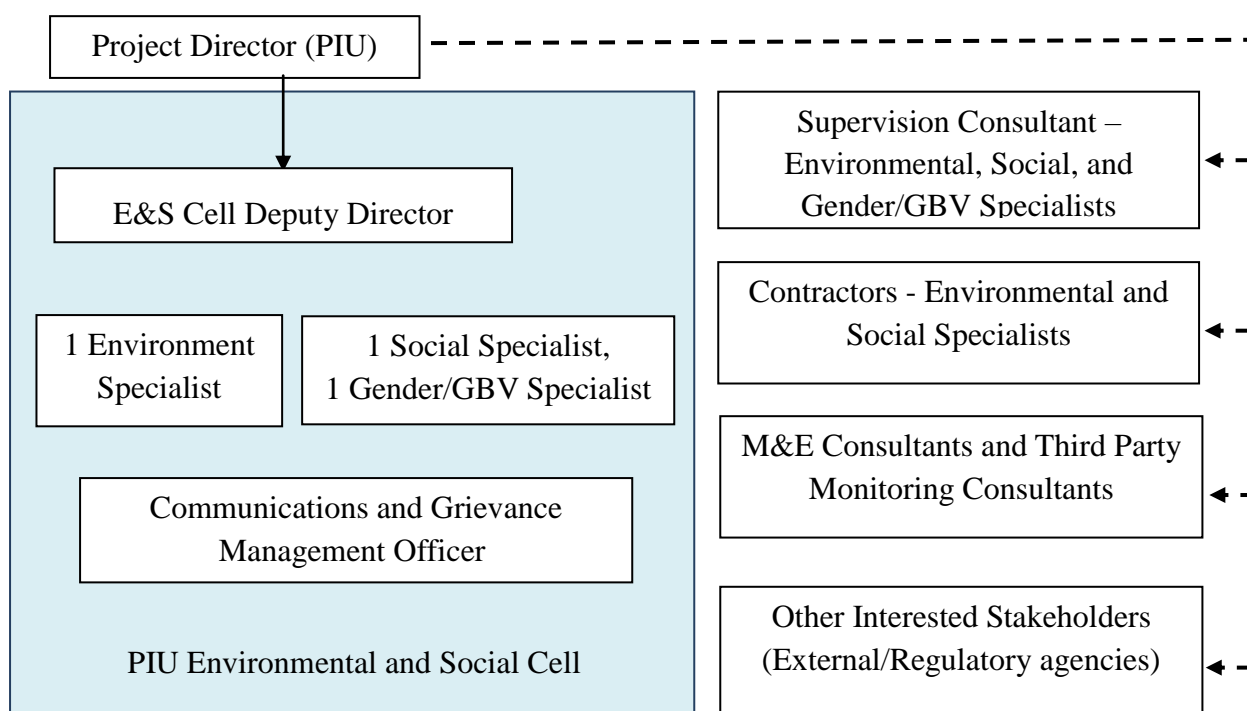 Project Director (PIU)
E&S Cell Deputy Director
1 Environment
Specialist
1 Social Specialist,
1 Gender/GBV Specialist
Communications and Grievance
Management Officer
PIU Environmental and Social Cell
Supervision Consultant –
Environmental, Social, and
Gender/GBV Specialists
Contractors - Environmental and
Social Specialists
M&E Consultants and Third Party
Monitoring Consultants
Other Interested Stakeholders
(External/Regulatory agencies)